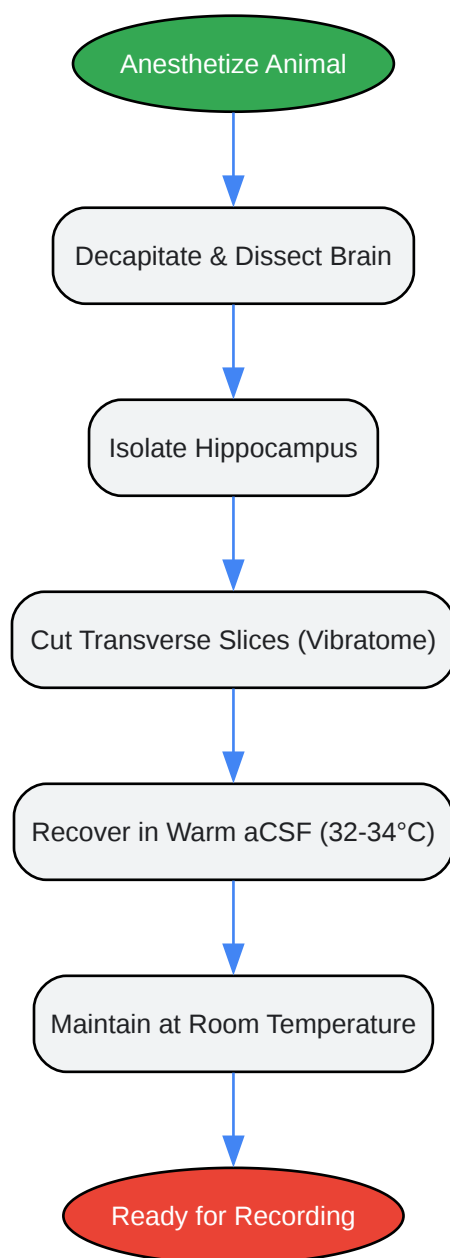 Anesthetize Animal
Decapitate & Dissect Brain
Isolate Hippocampus
Cut Transverse Slices (Vibratome)
Recover in Warm aCSF (32-34°C)
Maintain at Room Temperature
Ready for Recording